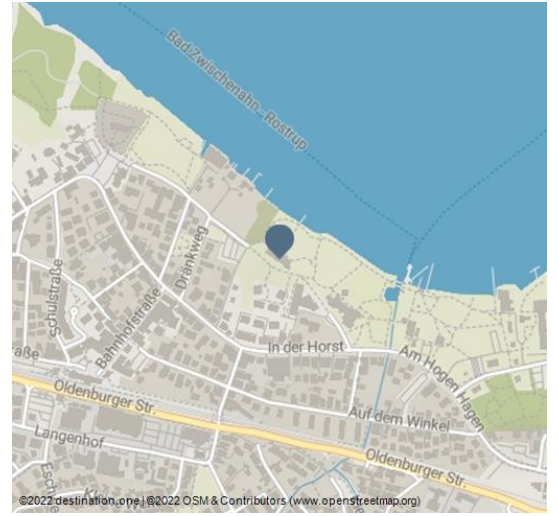 Bad Zwischenahn - Rostrup
Dränkweg
Schulstraße
Bahnhofstraße
In der Horst
Am Hogen Hagen
Oldenburger Str.
Auf dem Winkel
Langenhof
Oldenburger Str.
©2022 destination.one | ©2022 OSM & Contributors (www.openstreetmap.org)